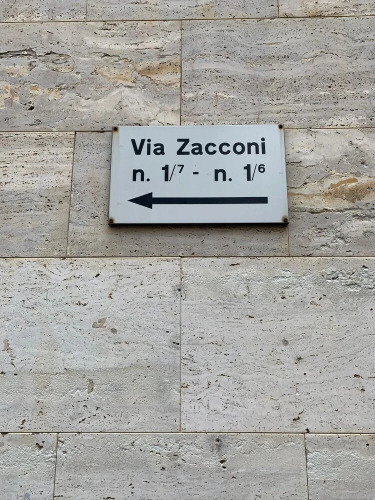 Via Zacconi
n. 1/7 - n. 1/6